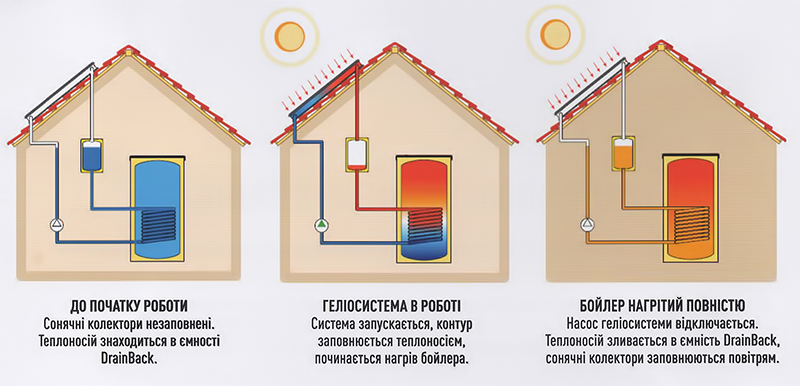 ДО ПОЧАТКУ РОБОТИ
Сонячні колектори незаповнені.
Теплоносій знаходиться в ємності
DrainBack.
ГЕЛІОСИСТЕМА В РОБОТІ
Система запускається, контур
заповнюється теплоносієм,
починається нагрів бойлера.
БОЙЛЕР НАГРІТИЙ ПОВНІСТЮ
Насос геліосистеми відключається.
Теплоносій зливається в ємність DrainBack,
сонячні колектори заповнюються повітрям.